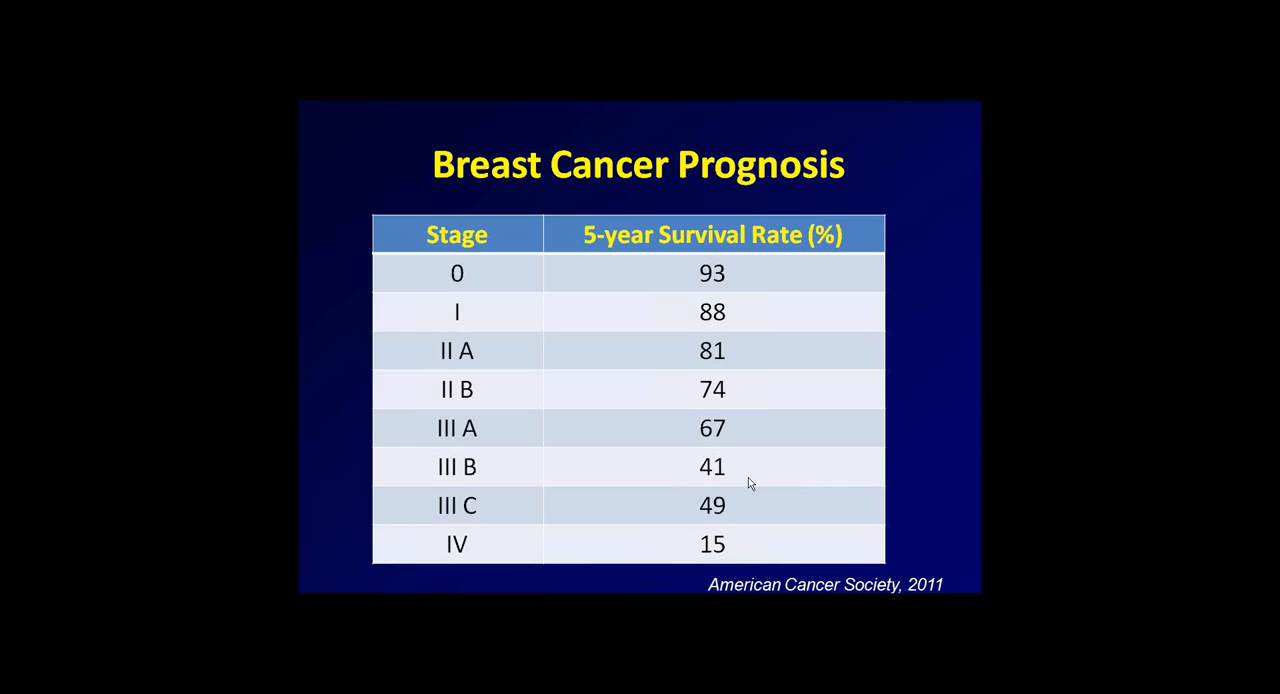 Breast Cancer Prognosis
Stage 5-year Survival Rate (%)
0 93
I 88
II A 81
II B 74
III A 67
III B 41
III C 49
IV 15
American Cancer Society, 2011